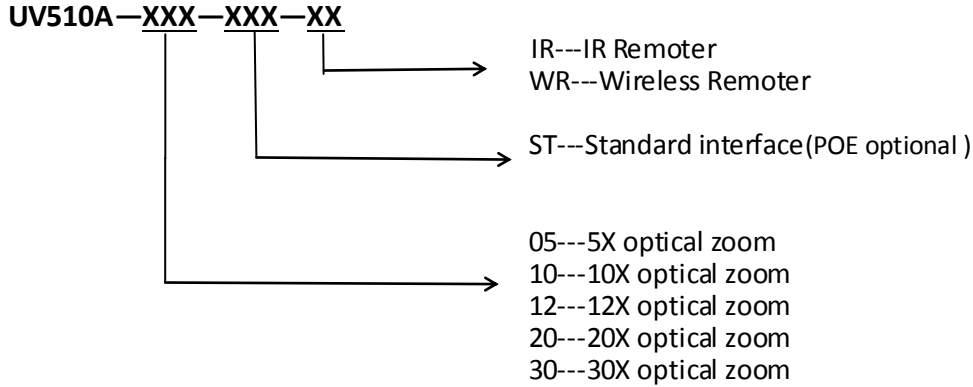 UV510A—XXX—XXX—XX
IR---IR Remoter
WR---Wireless Remoter
ST---Standard interface(POE optional )
05---5X optical zoom
10---10X optical zoom
12---12X optical zoom
20---20X optical zoom
30---30X optical zoom